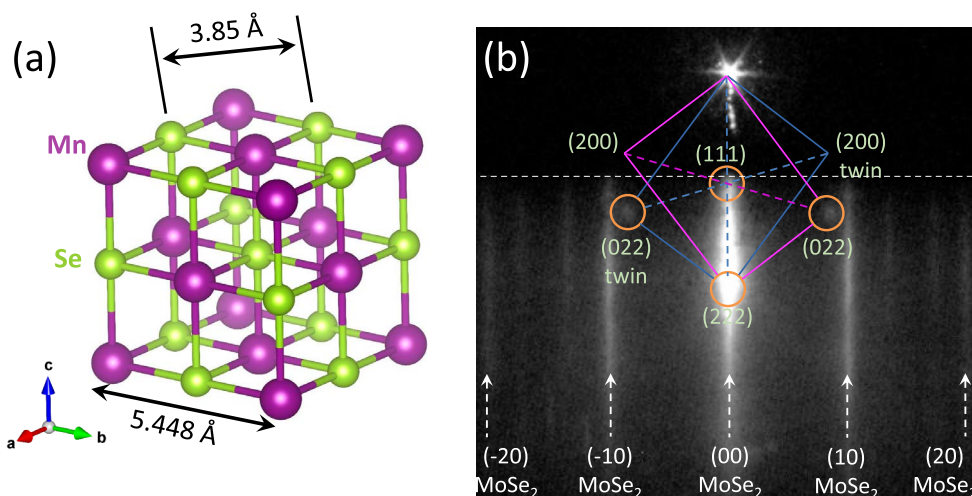 (a)
3.85 Å
Mn
Se
5.448 Å
c
a
b
(b)
(200)
(111)
(200)
twin
(022)
twin
(022)
(222)
(-20)
MoSe₂
(-10)
MoSe₂
(00)
MoSe₂
(10)
MoSe₂
(20)
MoSe₂